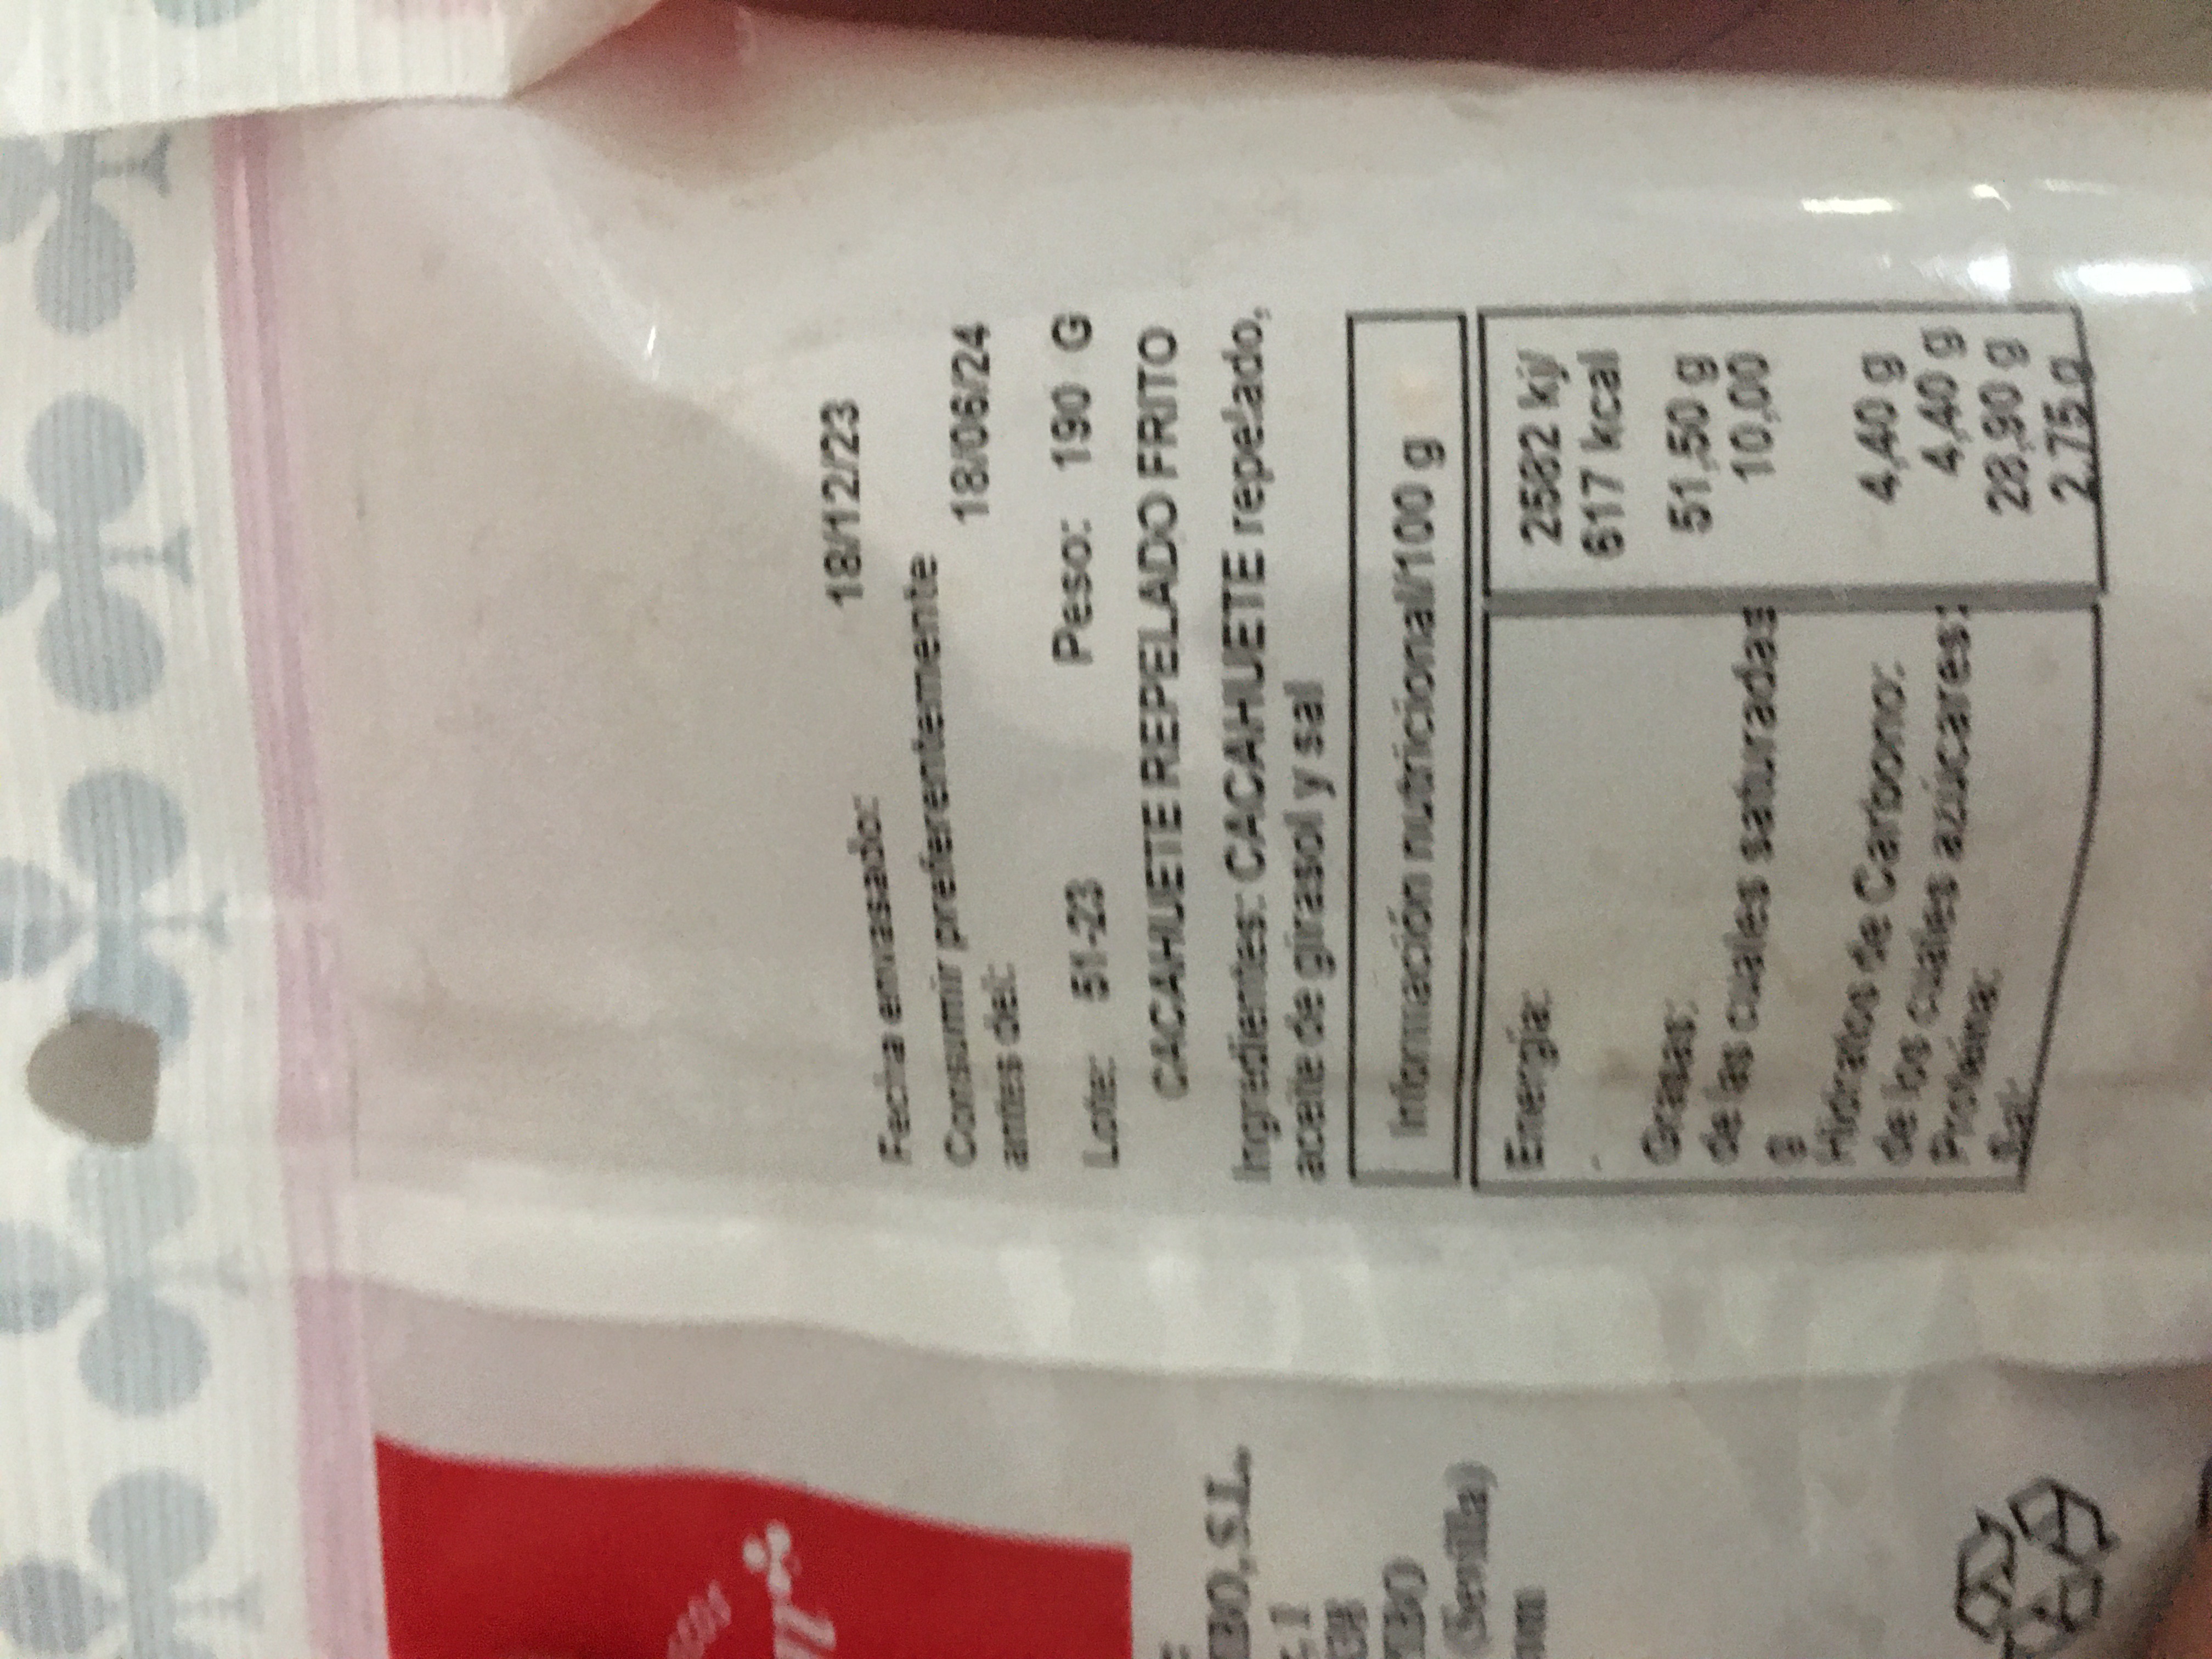 BO, S.L.
, 1
(Sevilla)
Fecha envasado: 18/12/23
Consumir preferentemente
antes del: 18/06/24
Lote: 51-23 Peso: 190 G
CACAHUETE REPELADO FRITO
Ingredientes: CACAHUETE repelado,
aceite de girasol y sal
Información nutricional/100 g
Energía: 2582 kj/
617 kcal
Grasas: 51,50 g
de las cuales saturadas 10,00
g
Hidratos de Carbono: 4,40 g
de los cuales azúcares: 4,40 g
Proteína: 28,90 g
Sal: 2,75 g